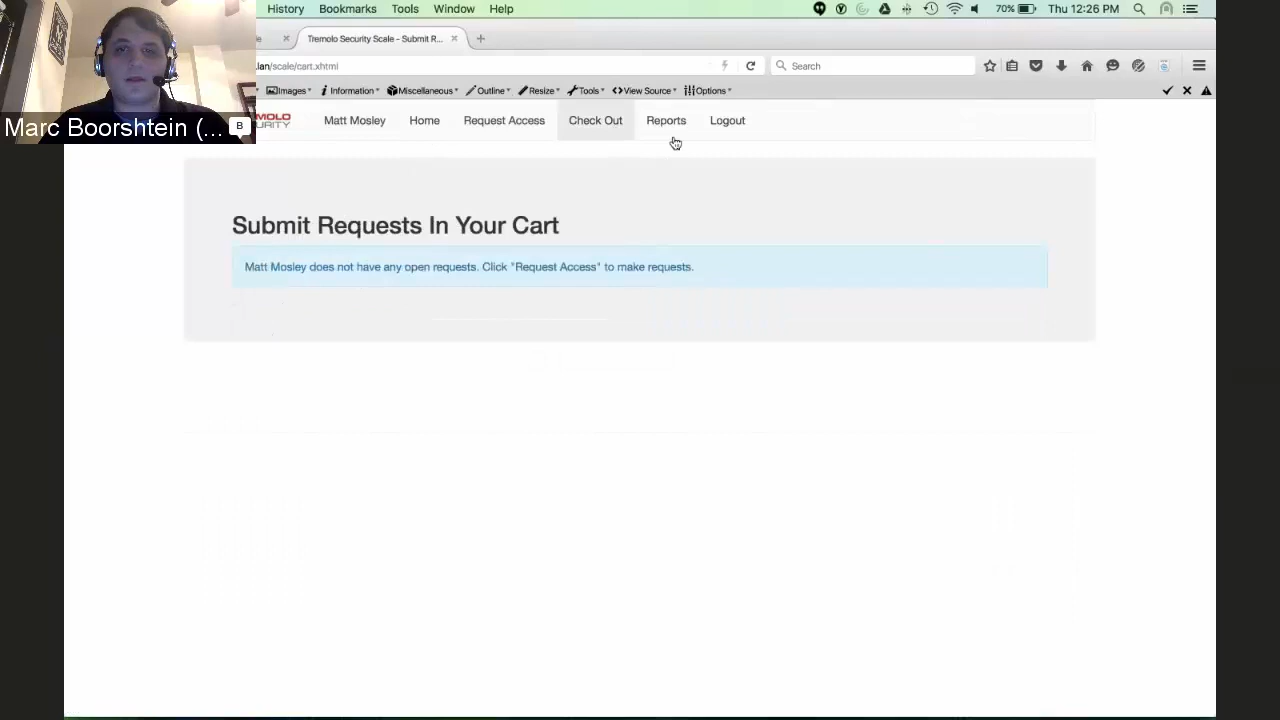 History Bookmarks Tools Window Help 70% Thu 12:26 PM
Tremolo Security Scale - Submit R...
lan/scale/cart.xhtml Search
Images Information Miscellaneous Outline Resize Tools View Source Options
Marc Boorshtein (... B
MOLO
URITY
Matt Mosley Home Request Access Check Out Reports Logout
Submit Requests In Your Cart
Matt Mosley does not have any open requests. Click "Request Access" to make requests.